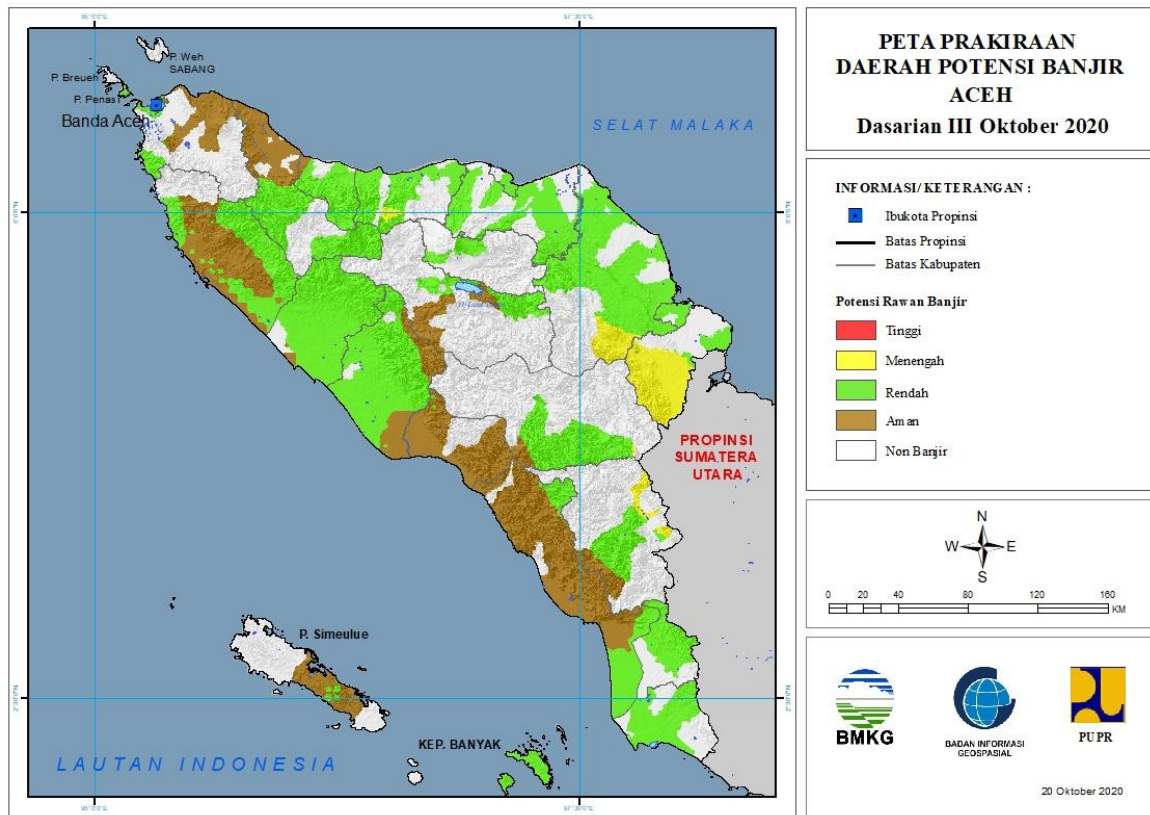 PETA PRAKIRAAN
DAERAH POTENSI BANJIR
ACEH
Dasarian III Oktober 2020
INFORMASI/ KETERANGAN :
Ibukota Propinsi
Batas Propinsi
Batas Kabupaten
Potensi Rawan Banjir
Tinggi
Menengah
Rendah
Aman
Non Banjir
N
W E
S
0 20 40 80 120 160
KM
BMKG
BADAN INFORMASI
GEOSPASIAL
PUPR
20 Oktober 2020
P. Weh
SABANG
P. Breueh
P. Penasi
Banda Aceh
SELAT MALAKA
PROPINSI
SUMATERA
UTARA
P. Simeulue
KEP. BANYAK
LAUTAN INDONESIA
97°30'0"E